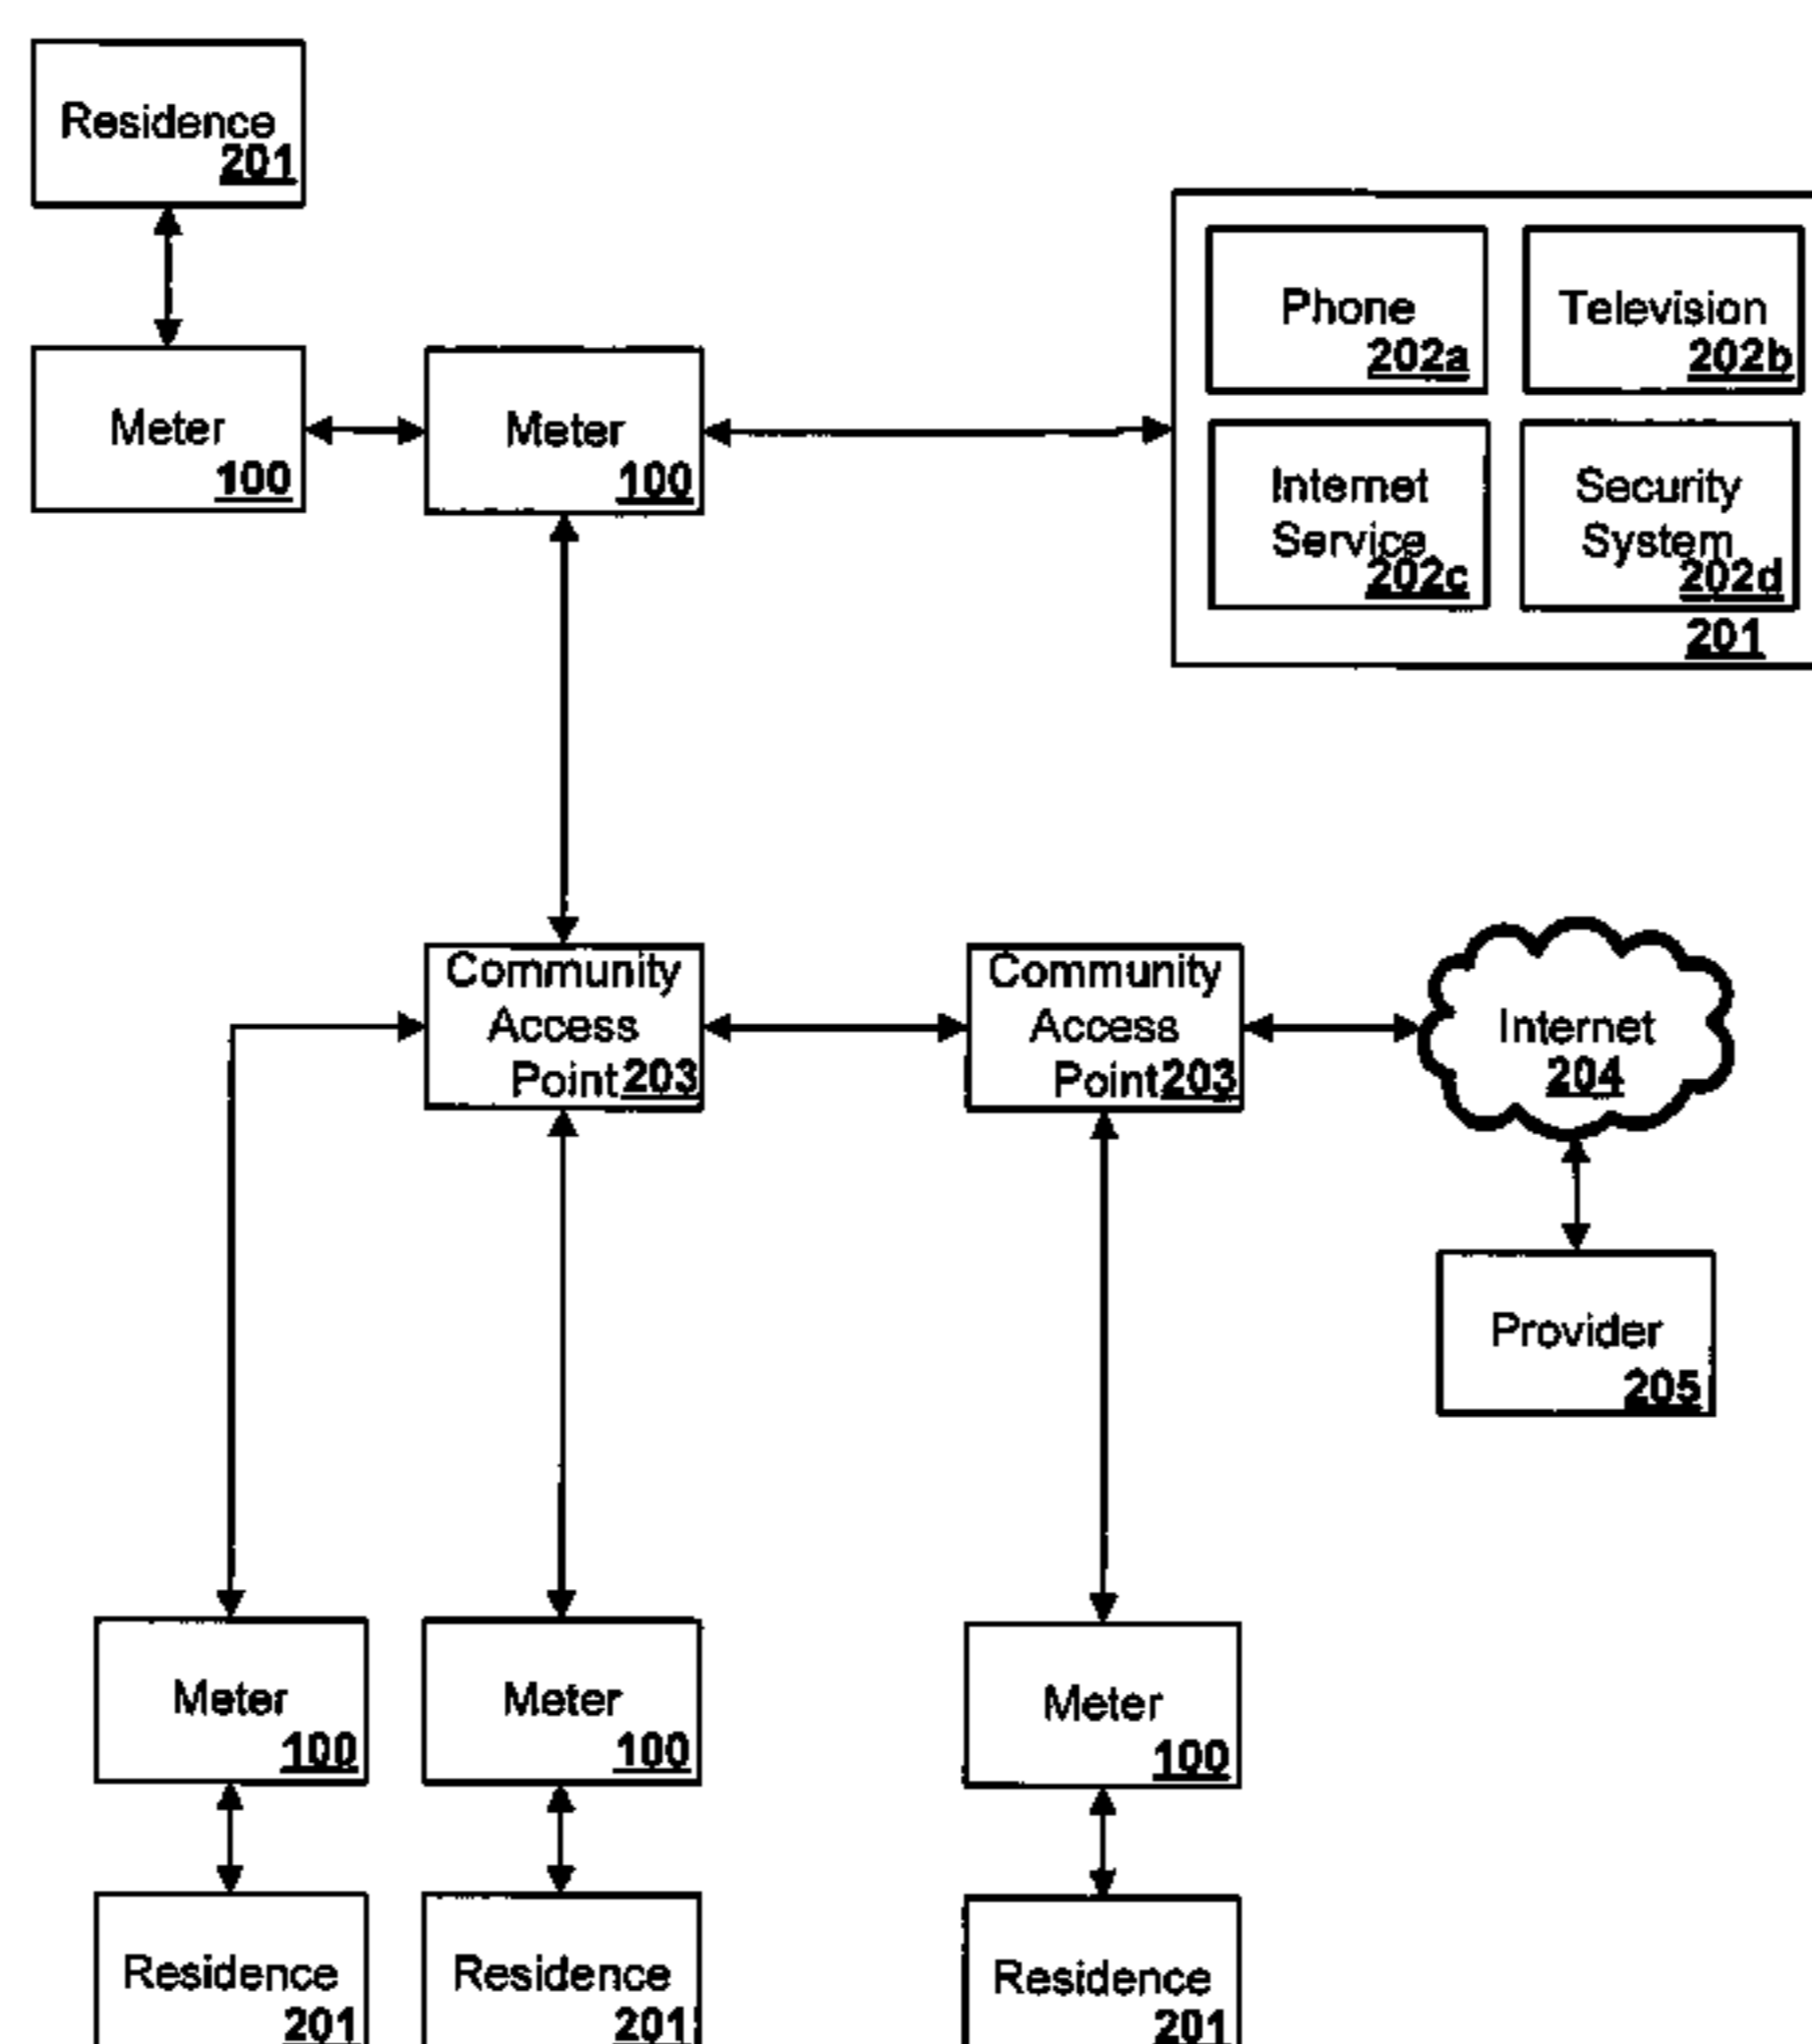 Residence
201
Phone
202a
Television
202b
Meter
100
Meter
100
Internet
Service
202c
Security
System
202d
201
Community
Access
Point 203
Community
Access
Point 203
Internet
204
Provider
205
Meter
100
Meter
100
Meter
100
Residence
201
Residence
201
Residence
201